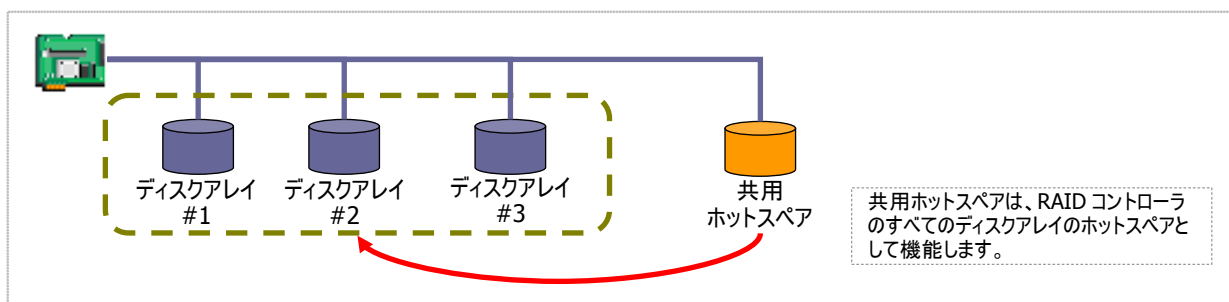 ディスクアレイ
#1
ディスクアレイ
#2
ディスクアレイ
#3
共用
ホットスペア
共用ホットスペアは、RAID コントローラ
のすべてのディスクアレイのホットスペアと
して機能します。